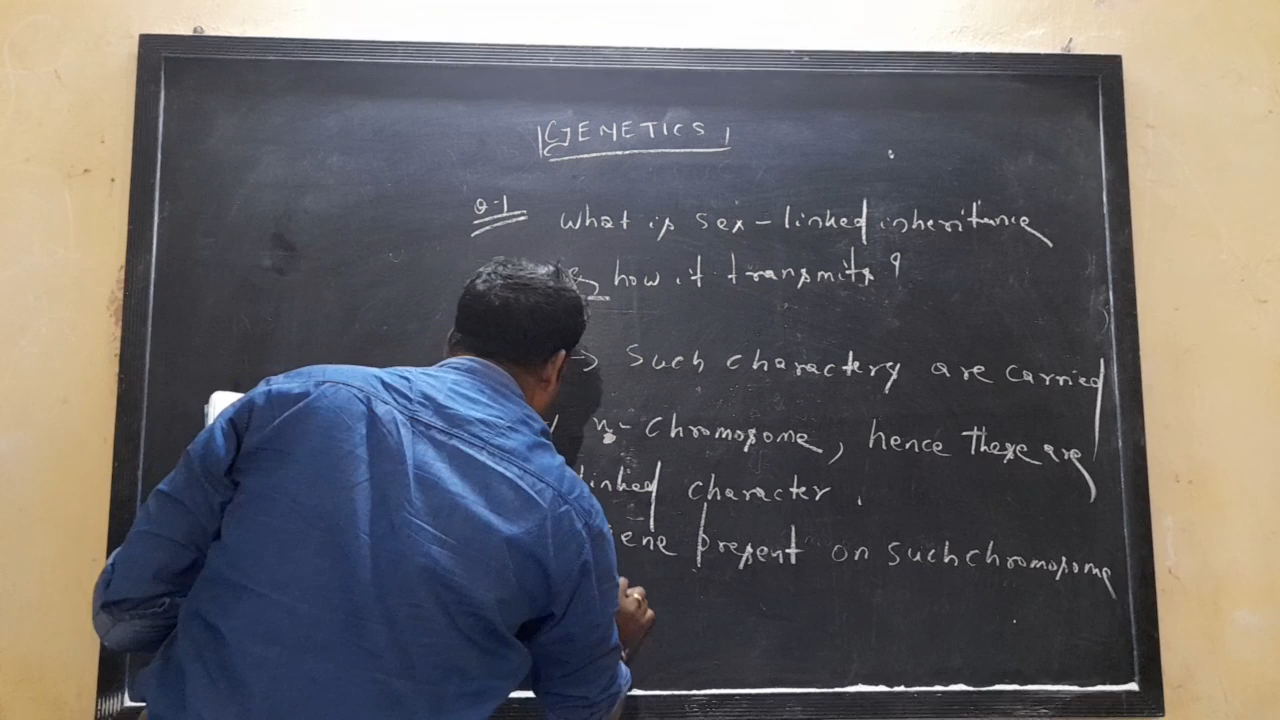 GENETICS
Q-1 What is sex-linked inheritance
& how it transmits?
→ Such characters are carried
x-chromosome, hence these are
linked character.
present on such chromosome